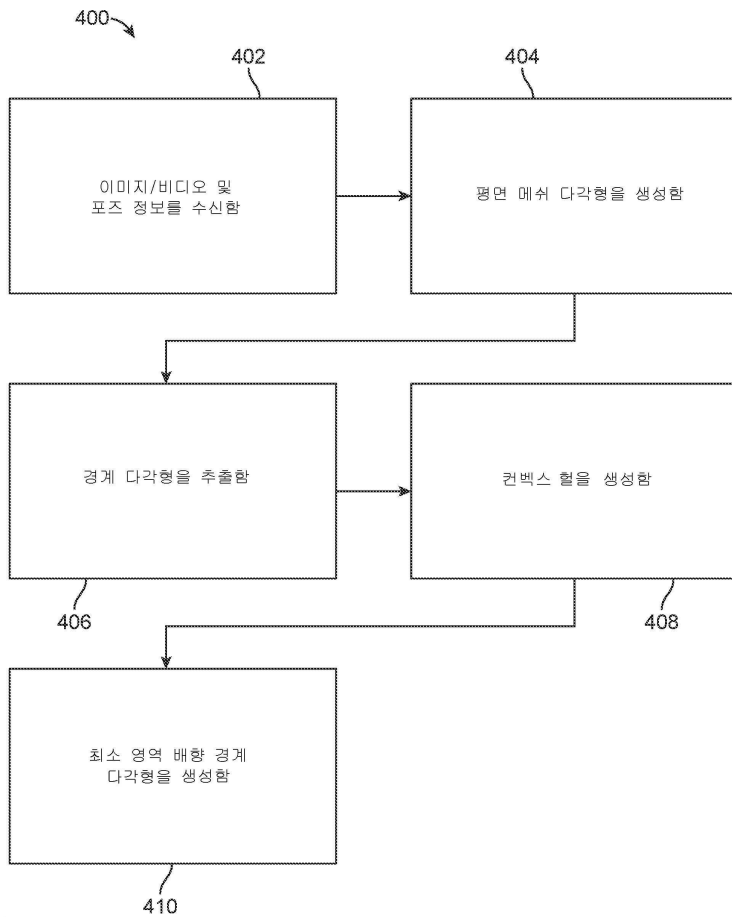 400
402
404
이미지/비디오 및
포즈 정보를 수신함
평면 메쉬 다각형을 생성함
경계 다각형을 추출함
컨벡스 헐을 생성함
406
408
최소 영역 배향 경계
다각형을 생성함
410